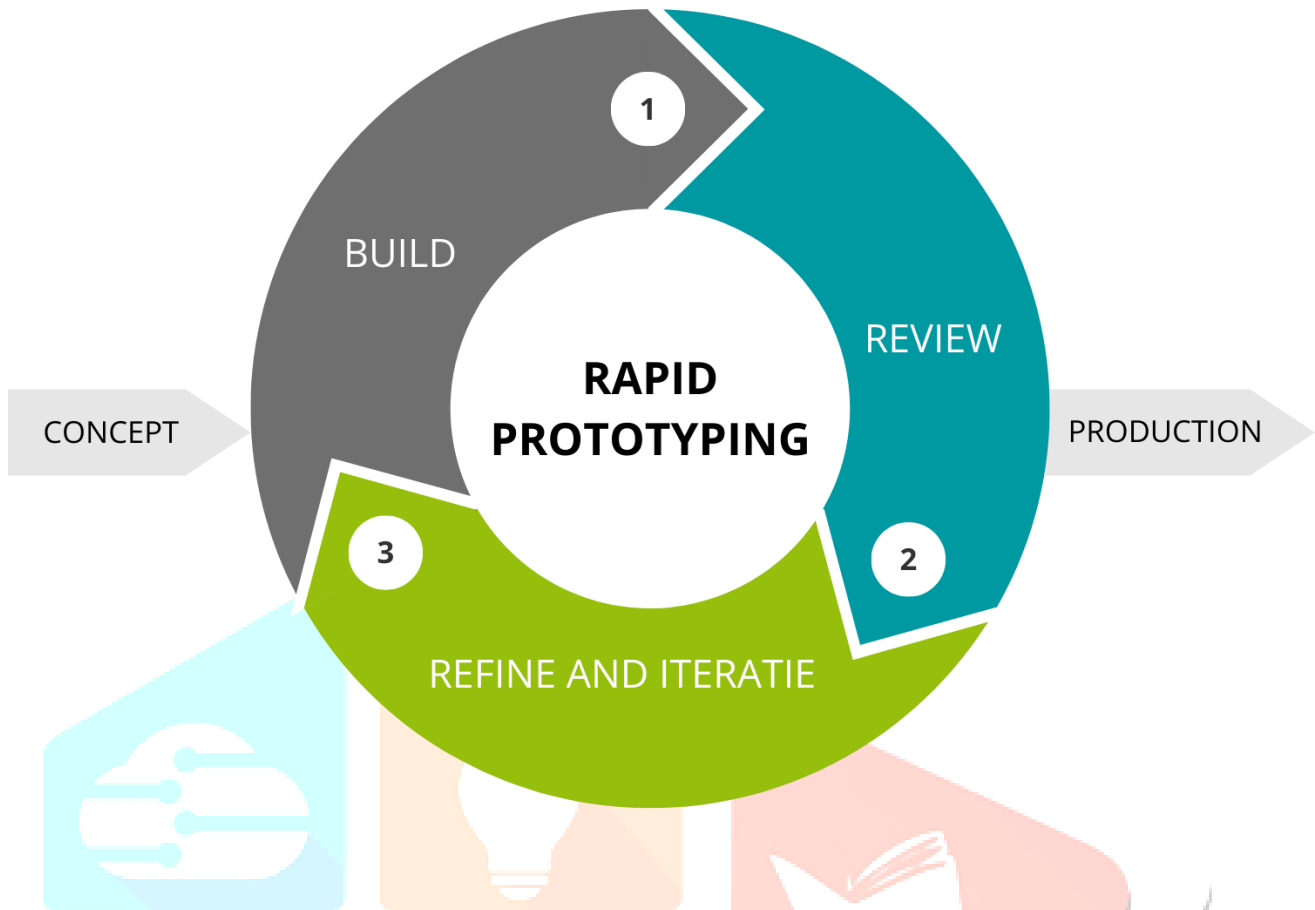 1
BUILD
REVIEW
RAPID
PROTOTYPING
CONCEPT
PRODUCTION
3
2
REFINE AND ITERATIE